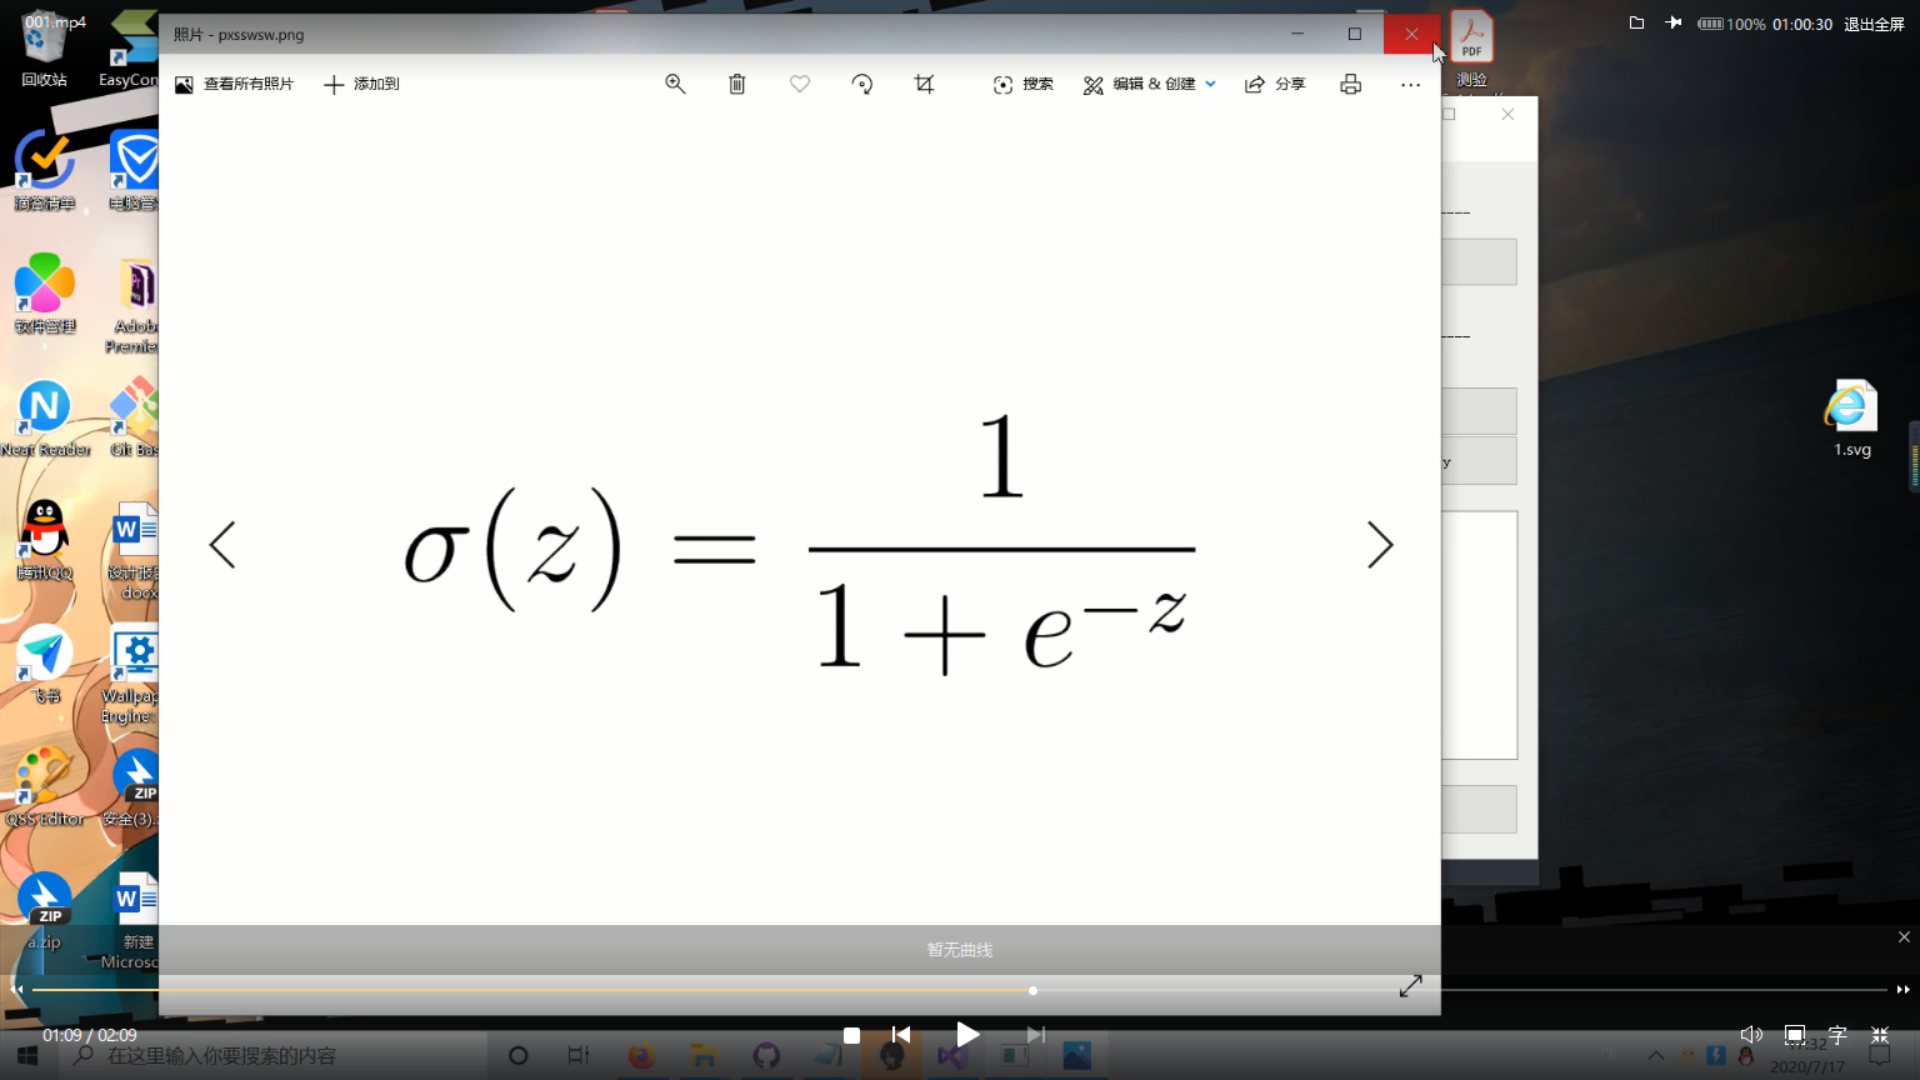 001.mp4
100% 01:00:30 退出全屏
照片 - pxsswsw.png
查看所有照片 添加到 搜索 编辑 & 创建 分享
回收站
EasyCon
测验
PDF
滴答清单
电脑管
软件管理
Adob
Premie
Neat Reader
Git Bas
腾讯QQ
设计报告
docx
飞书
Wallpap
Engine:
QSS Editor
安全(3).
ZIP
ZIP
a.zip
新建
Microso
1.svg
σ(z) = 1 / (1 + e^{-z})
y
暂无曲线
01:09 / 02:09
字
在这里输入你要搜索的内容
2020/7/17